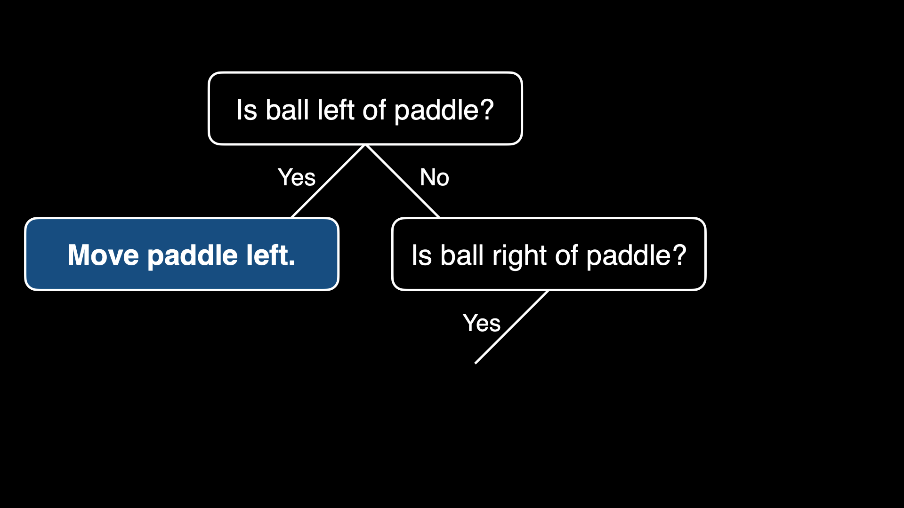 Is ball left of paddle?
Yes
No
Move paddle left.
Is ball right of paddle?
Yes